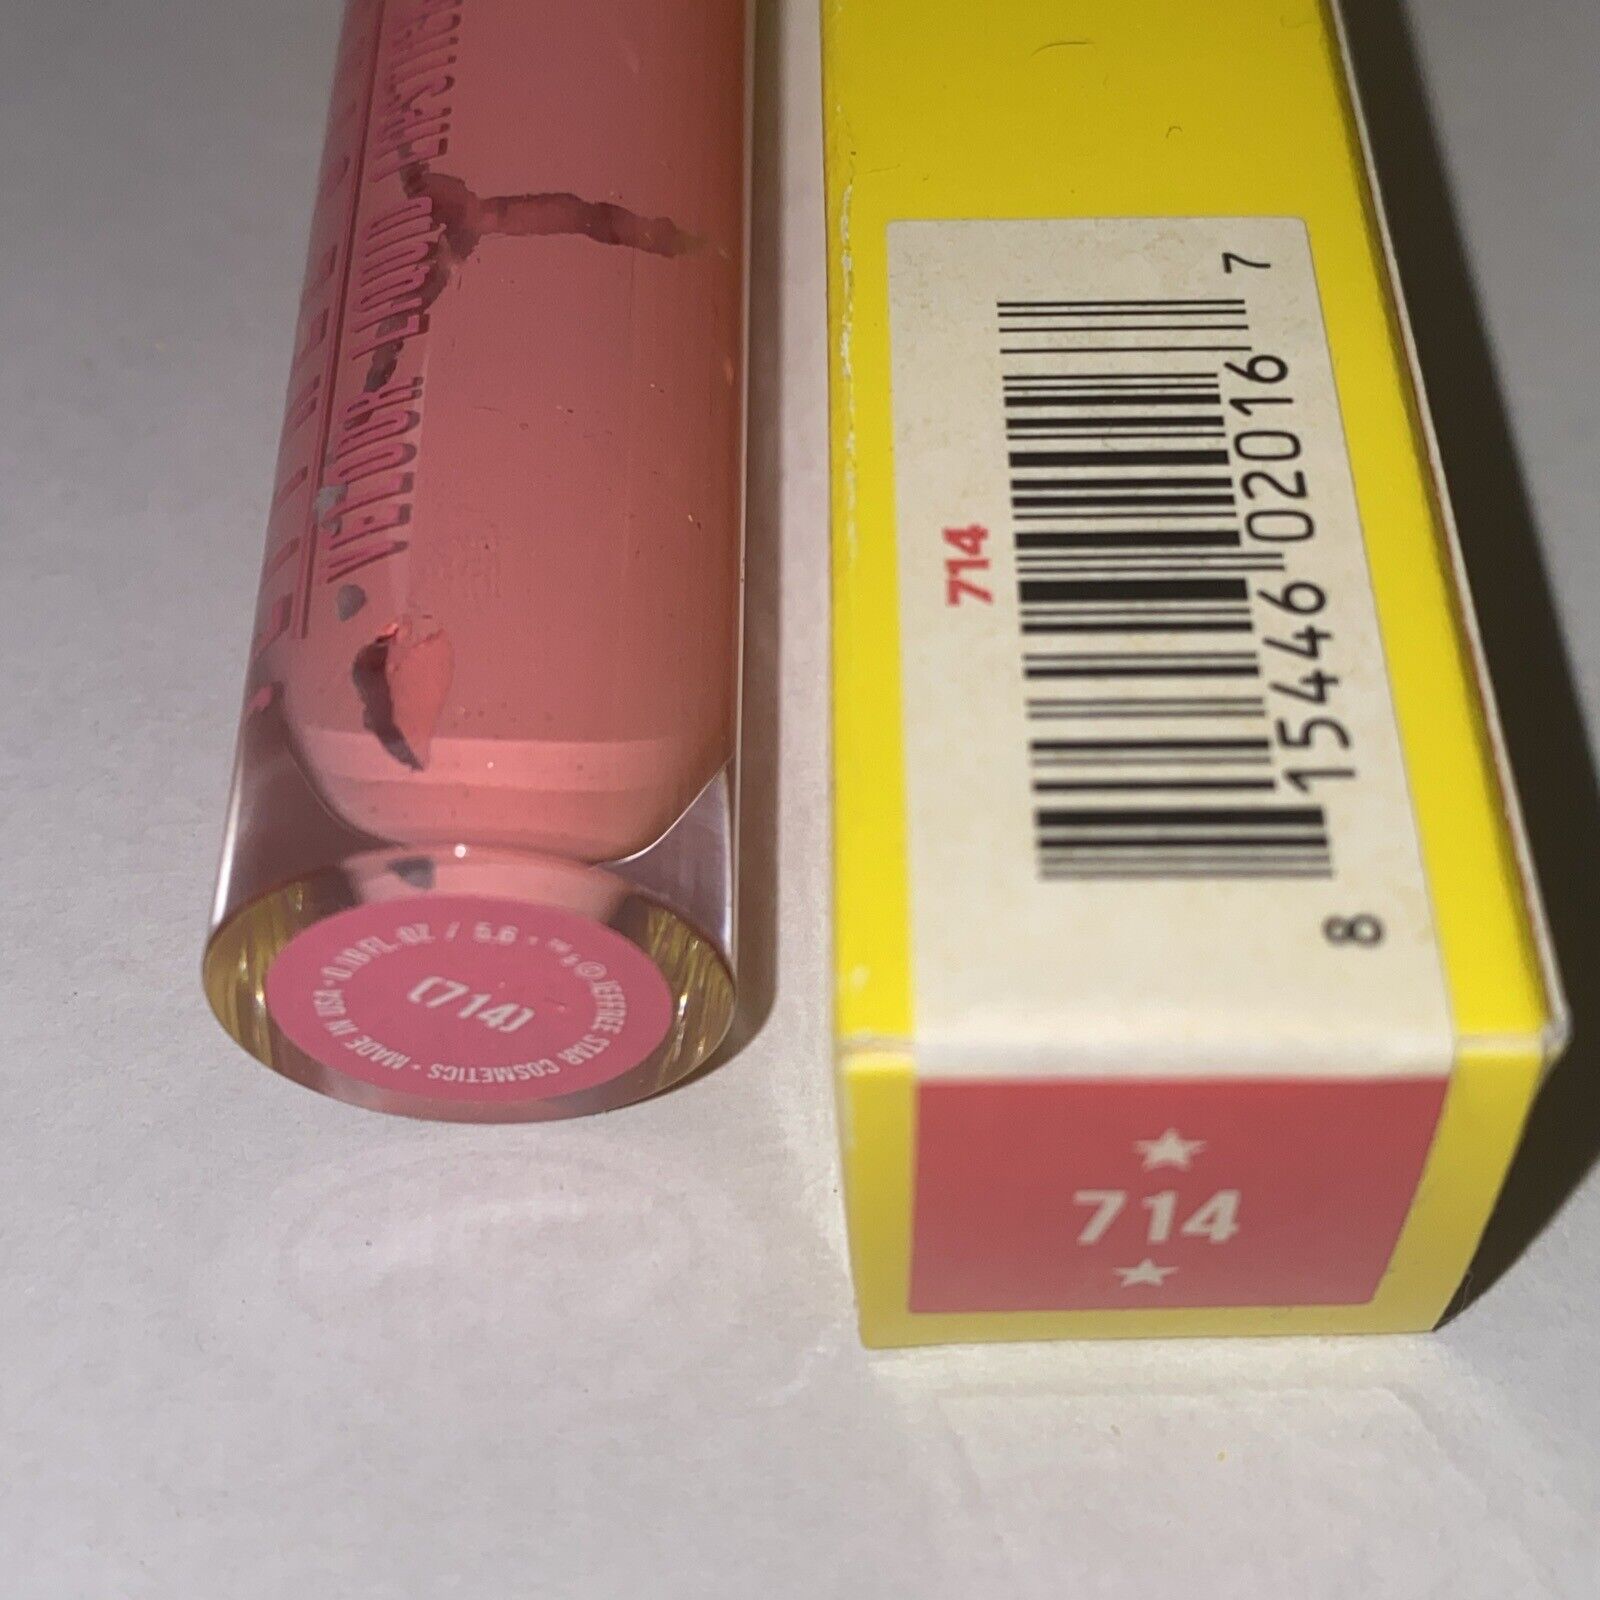 VELOUR LIQUID LIPSTICK
(714)
0.18 FL. OZ / 5.6
© JEFFREE STAR COSMETICS • MADE IN USA •
714
8 15446 02016 7
714